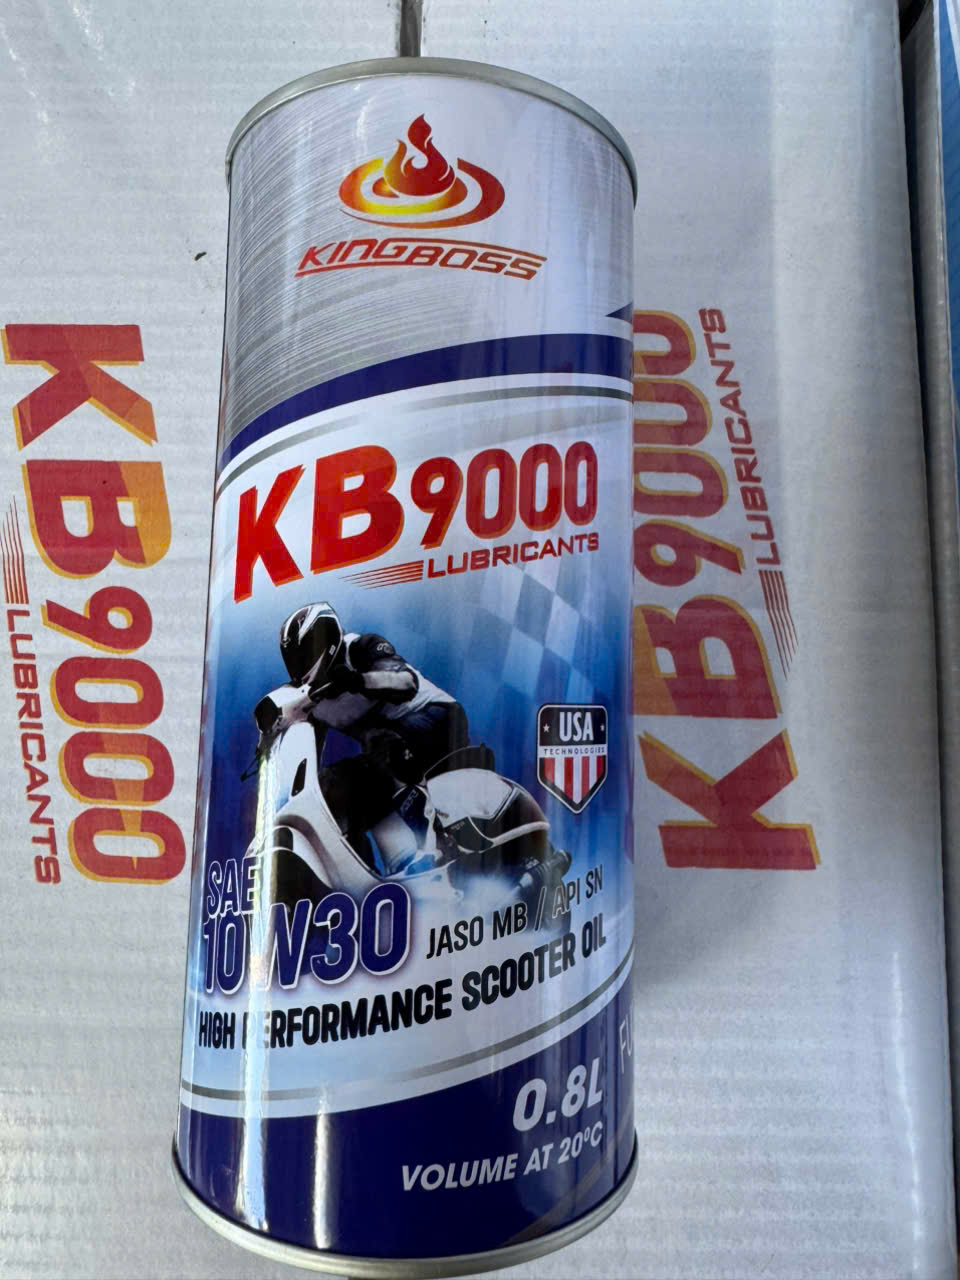 KINGBOSS
KB9000
LUBRICANTS
USA
TECHNOLOGIES
SAE
10W30
JASO MB / API SN
HIGH PERFORMANCE SCOOTER OIL
0.8L
VOLUME AT 20°C
KB9000
LUBRICANTS
KB9000
LUBRICANTS